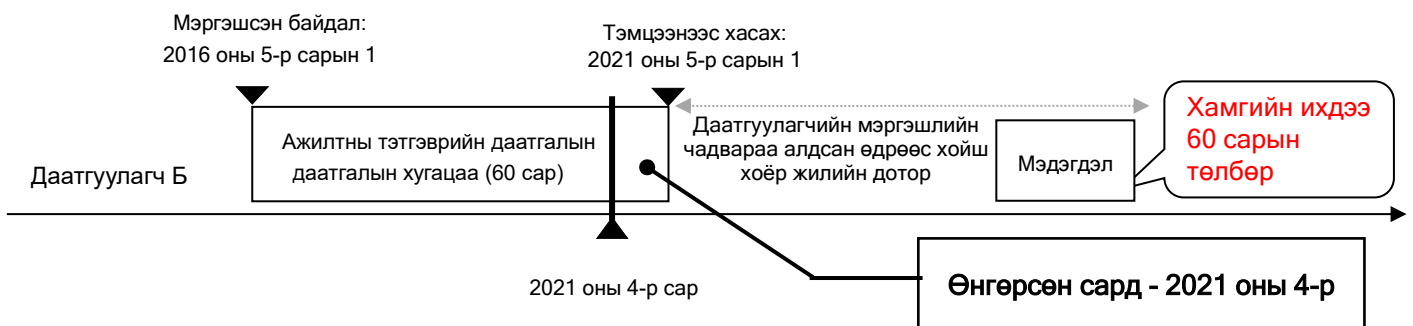 Мэргэшсэн байдал:
2016 оны 5-р сарын 1
Тэмцээнээс хасах:
2021 оны 5-р сарын 1
Даатгуулагч Б
Ажилтны тэтгэврийн даатгалын
даатгалын хугацаа (60 сар)
Даатгуулагчийн мэргэшлийн
чадвараа алдсан өдрөөс хойш
хоёр жилийн дотор
Мэдэгдэл
Хамгийн ихдээ
60 сарын
төлбөр
2021 оны 4-р сар
Өнгөрсөн сард - 2021 оны 4-р